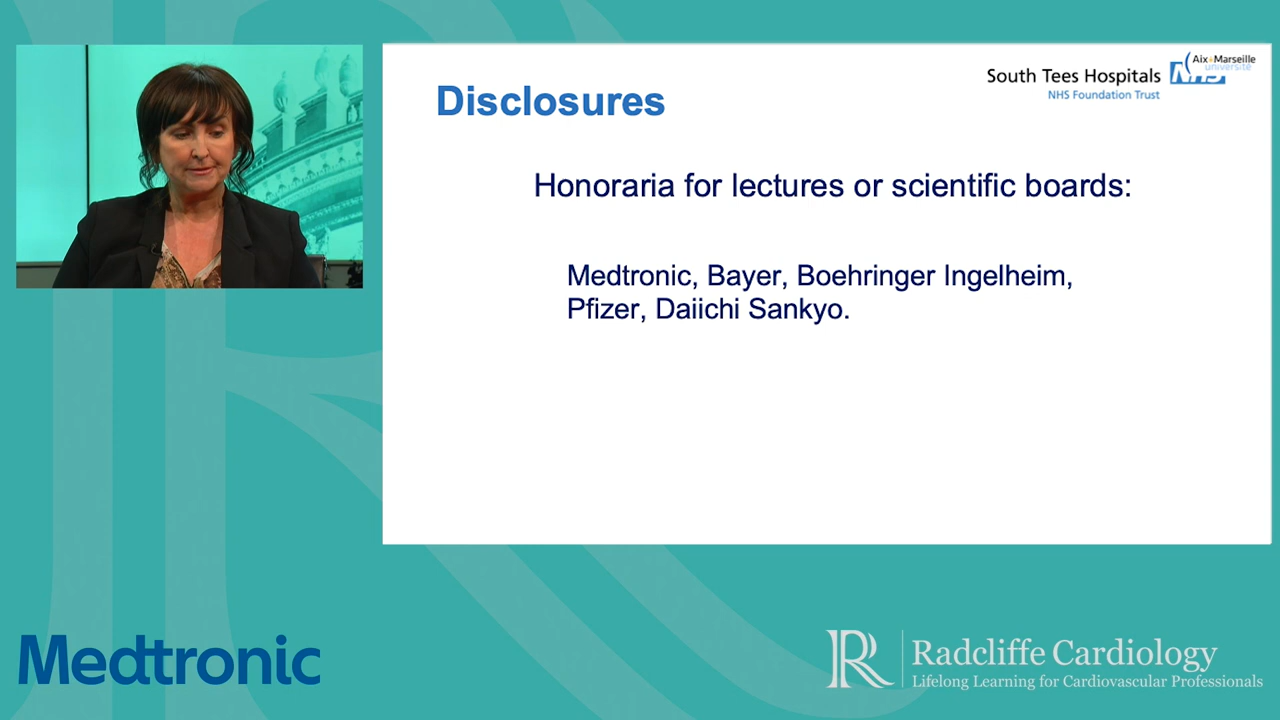 Disclosures
South Tees Hospitals NHS
NHS Foundation Trust
Aix+Marseille
université
Honoraria for lectures or scientific boards:
Medtronic, Bayer, Boehringer Ingelheim,
Pfizer, Daiichi Sankyo.
Medtronic
R
Radcliffe Cardiology
Lifelong Learning for Cardiovascular Professionals